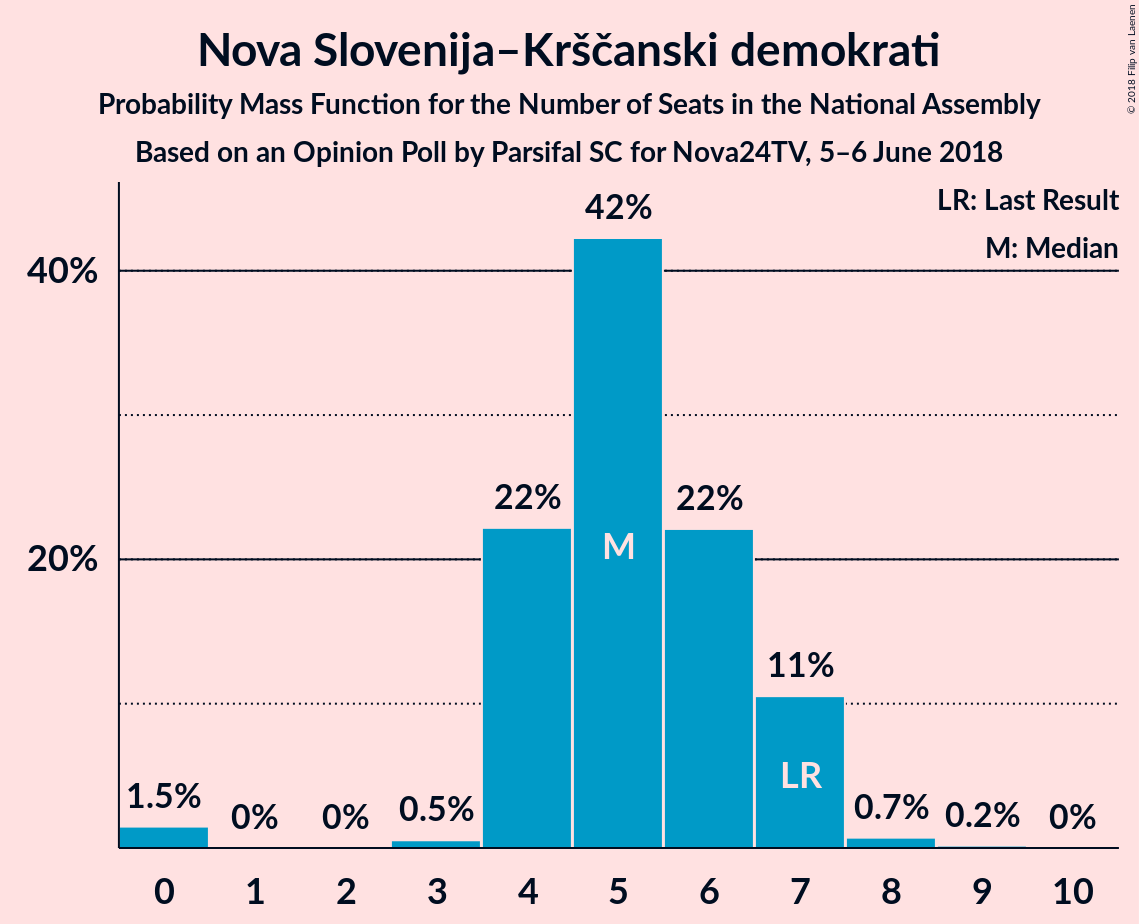 Nova Slovenija–Krščanski demokrati
Probability Mass Function for the Number of Seats in the National Assembly
Based on an Opinion Poll by Parsifal SC for Nova24TV, 5–6 June 2018
© 2018 Filip van Laenen
LR: Last Result
M: Median
40%
20%
1.5%
0%
0%
0.5%
22%
42%
22%
11%
0.7%
0.2%
0%
M
LR
0 1 2 3 4 5 6 7 8 9 10